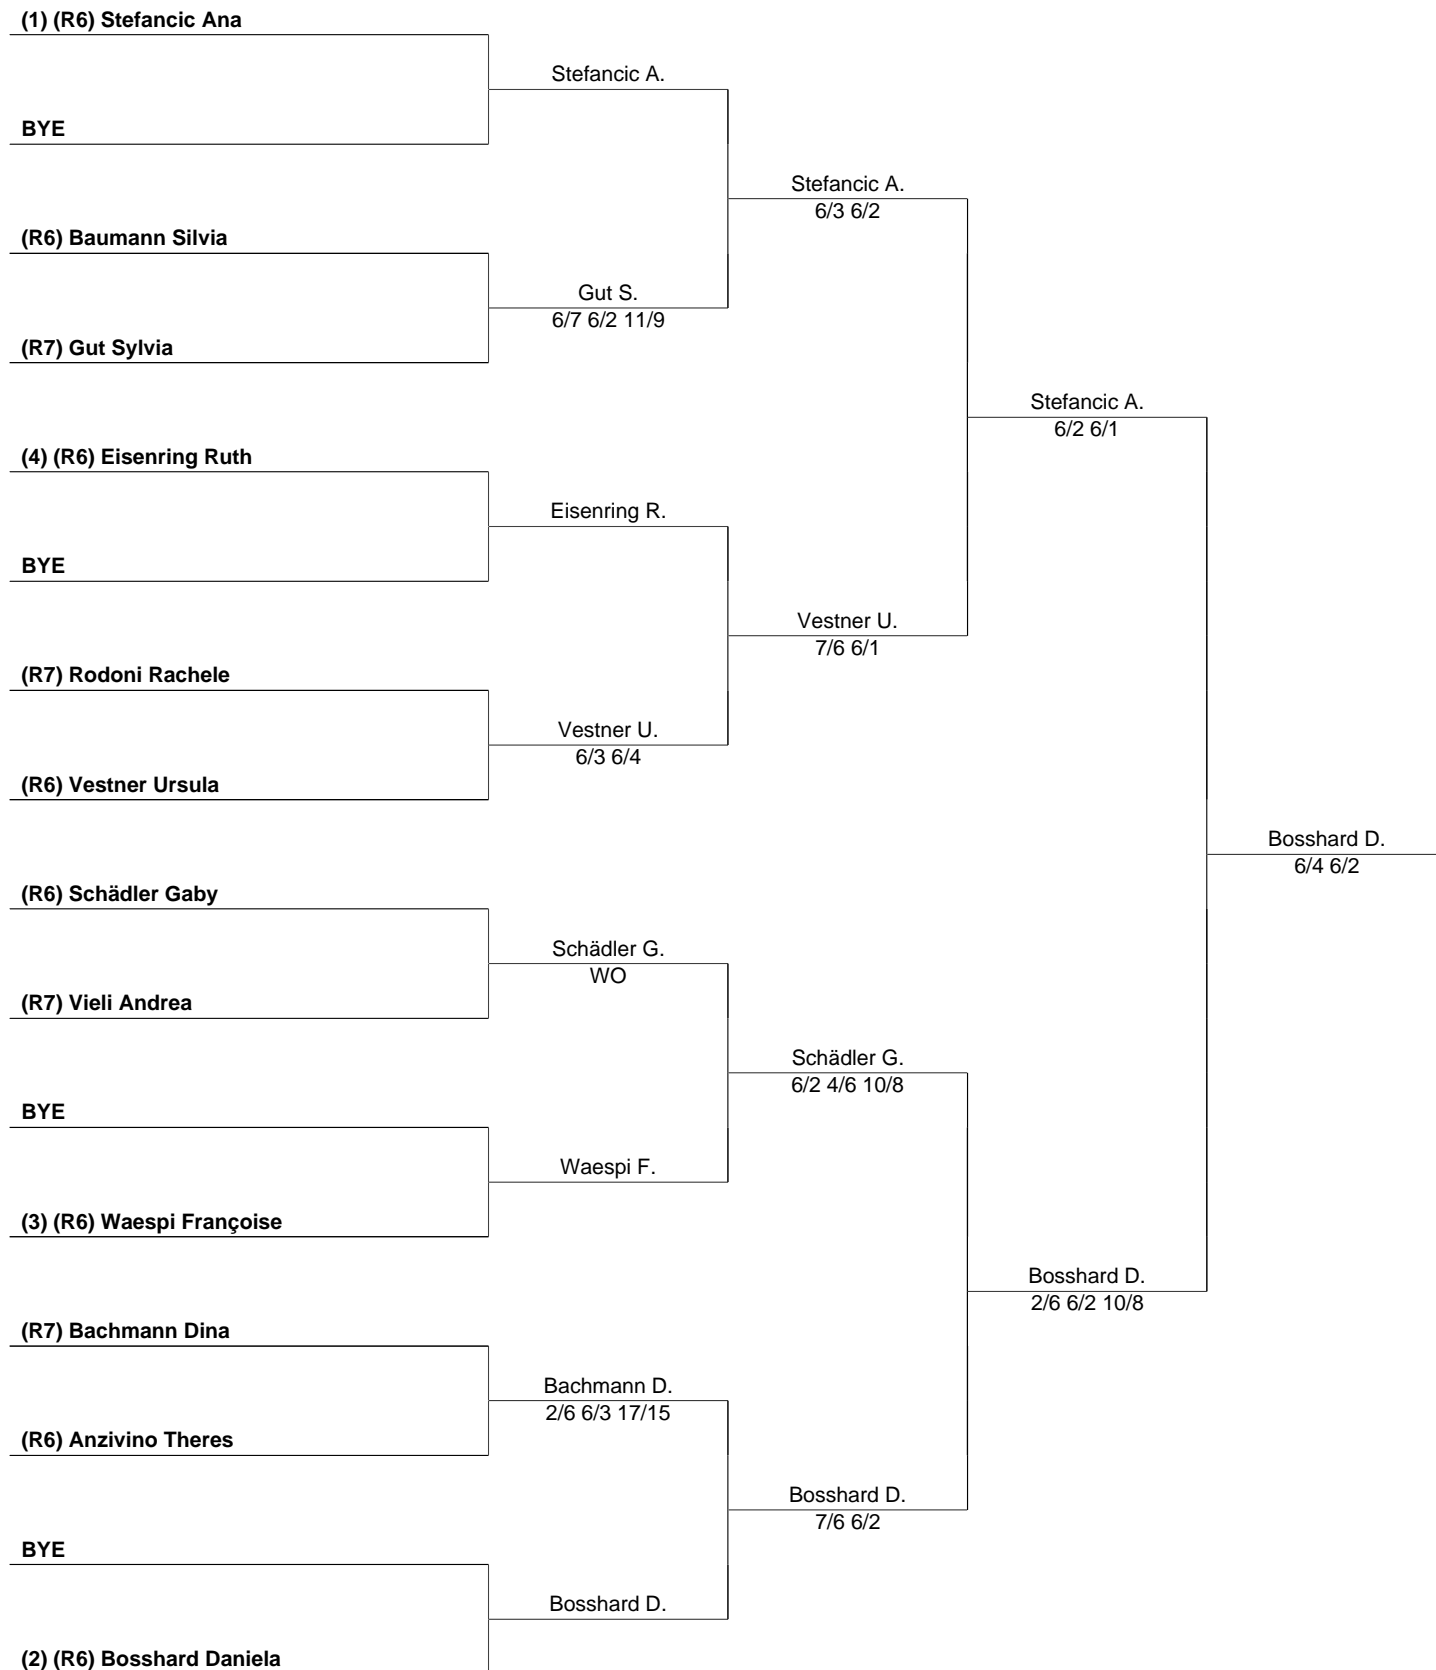 (1) (R6) Stefancic Ana
Stefancic A.
BYE
Stefancic A.
6/3 6/2
(R6) Baumann Silvia
Gut S.
6/7 6/2 11/9
(R7) Gut Sylvia
Stefancic A.
6/2 6/1
(4) (R6) Eisenring Ruth
Eisenring R.
BYE
Vestner U.
7/6 6/1
(R7) Rodoni Rachele
Vestner U.
6/3 6/4
(R6) Vestner Ursula
Bosshard D.
6/4 6/2
(R6) Schädler Gaby
Schädler G.
WO
(R7) Vieli Andrea
Schädler G.
6/2 4/6 10/8
BYE
Waespi F.
(3) (R6) Waespi Françoise
Bosshard D.
2/6 6/2 10/8
(R7) Bachmann Dina
Bachmann D.
2/6 6/3 17/15
(R6) Anzivino Theres
Bosshard D.
7/6 6/2
BYE
Bosshard D.
(2) (R6) Bosshard Daniela